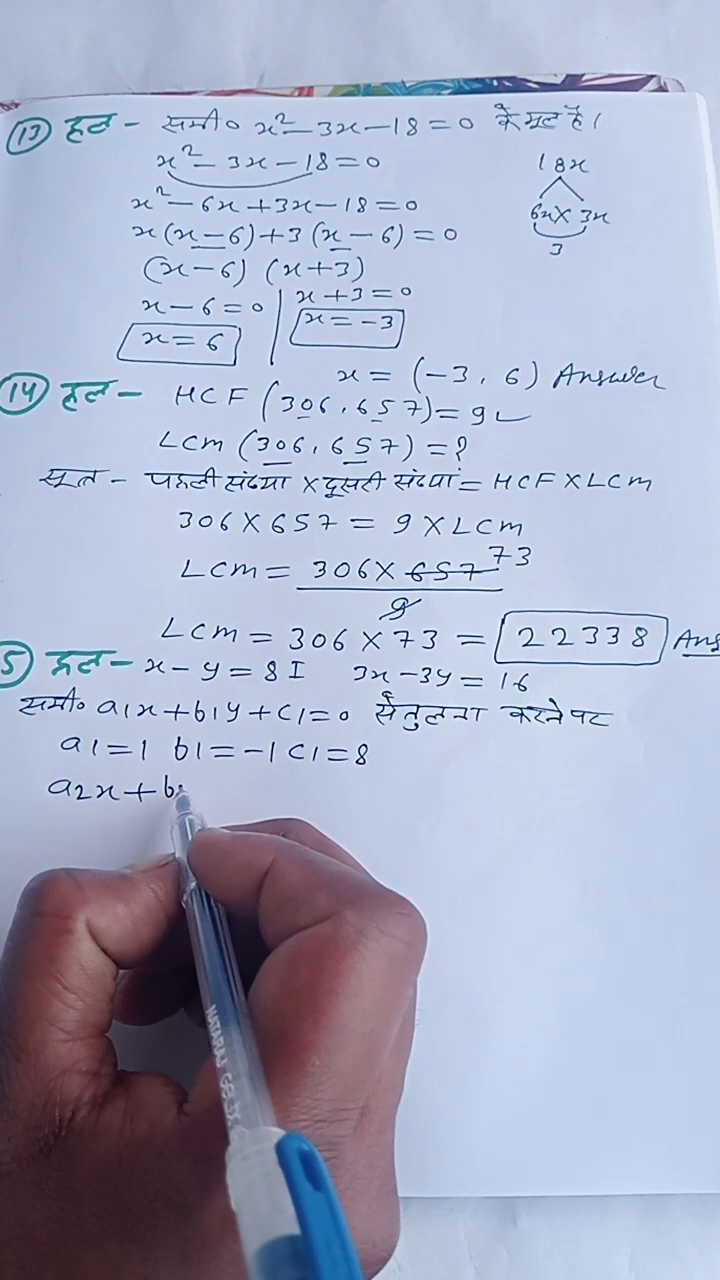 13 हल - समी० x² - 3x - 18 = 0 के मूल है।
x² - 3x - 18 = 0
18x
x² - 6x + 3x - 18 = 0
6x X 3x
3
x(x - 6) + 3 (x - 6) = 0
(x - 6) (x + 3)
x - 6 = 0 | x + 3 = 0
x = 6 | x = -3
x = (-3, 6) Answer
14 हल - HCF (306, 657) = 9
LCM (306, 657) = ?
सूत्र - पहली संख्या X दूसरी संख्या = HCF X LCM
306 X 657 = 9 X LCM
LCM = 306 X 657 73
9
LCM = 306 X 73 = 22338 Ans
5 हल - x - y = 8 I 3x - 3y = 16
समी० a1x + b1y + c1 = 0 से तुलना करने पर
a1 = 1 b1 = -1 c1 = 8
a2x + b
NATARAJ GELIX